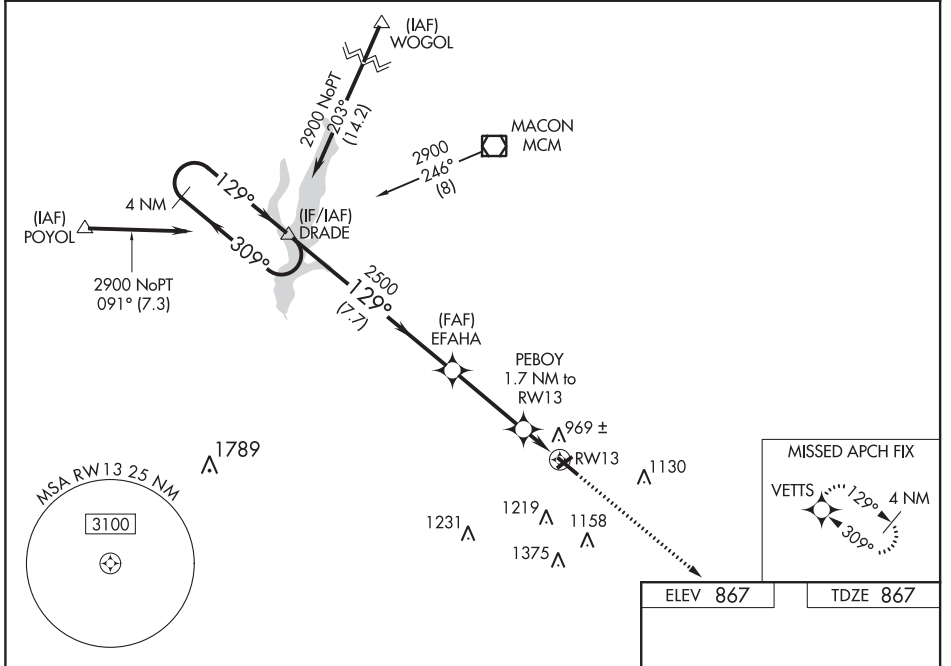 (IAF)
WOGOL
2900 NoPT
203°
(14.2)
MACON
MCM
2900
246°
(8)
4 NM
129°
309°
(IF/IAF)
DRADE
(IAF)
POYOL
2900 NoPT
091° (7.3)
2500
129°
(7.7)
(FAF)
EFAHA
PEBOY
1.7 NM to
RW13
969 ±
RW13
1130
1789
MSA RW13 25 NM
3100
1231
1219
1158
1375
MISSED APCH FIX
VETTS
129°
4 NM
309°
ELEV 867
TDZE 867